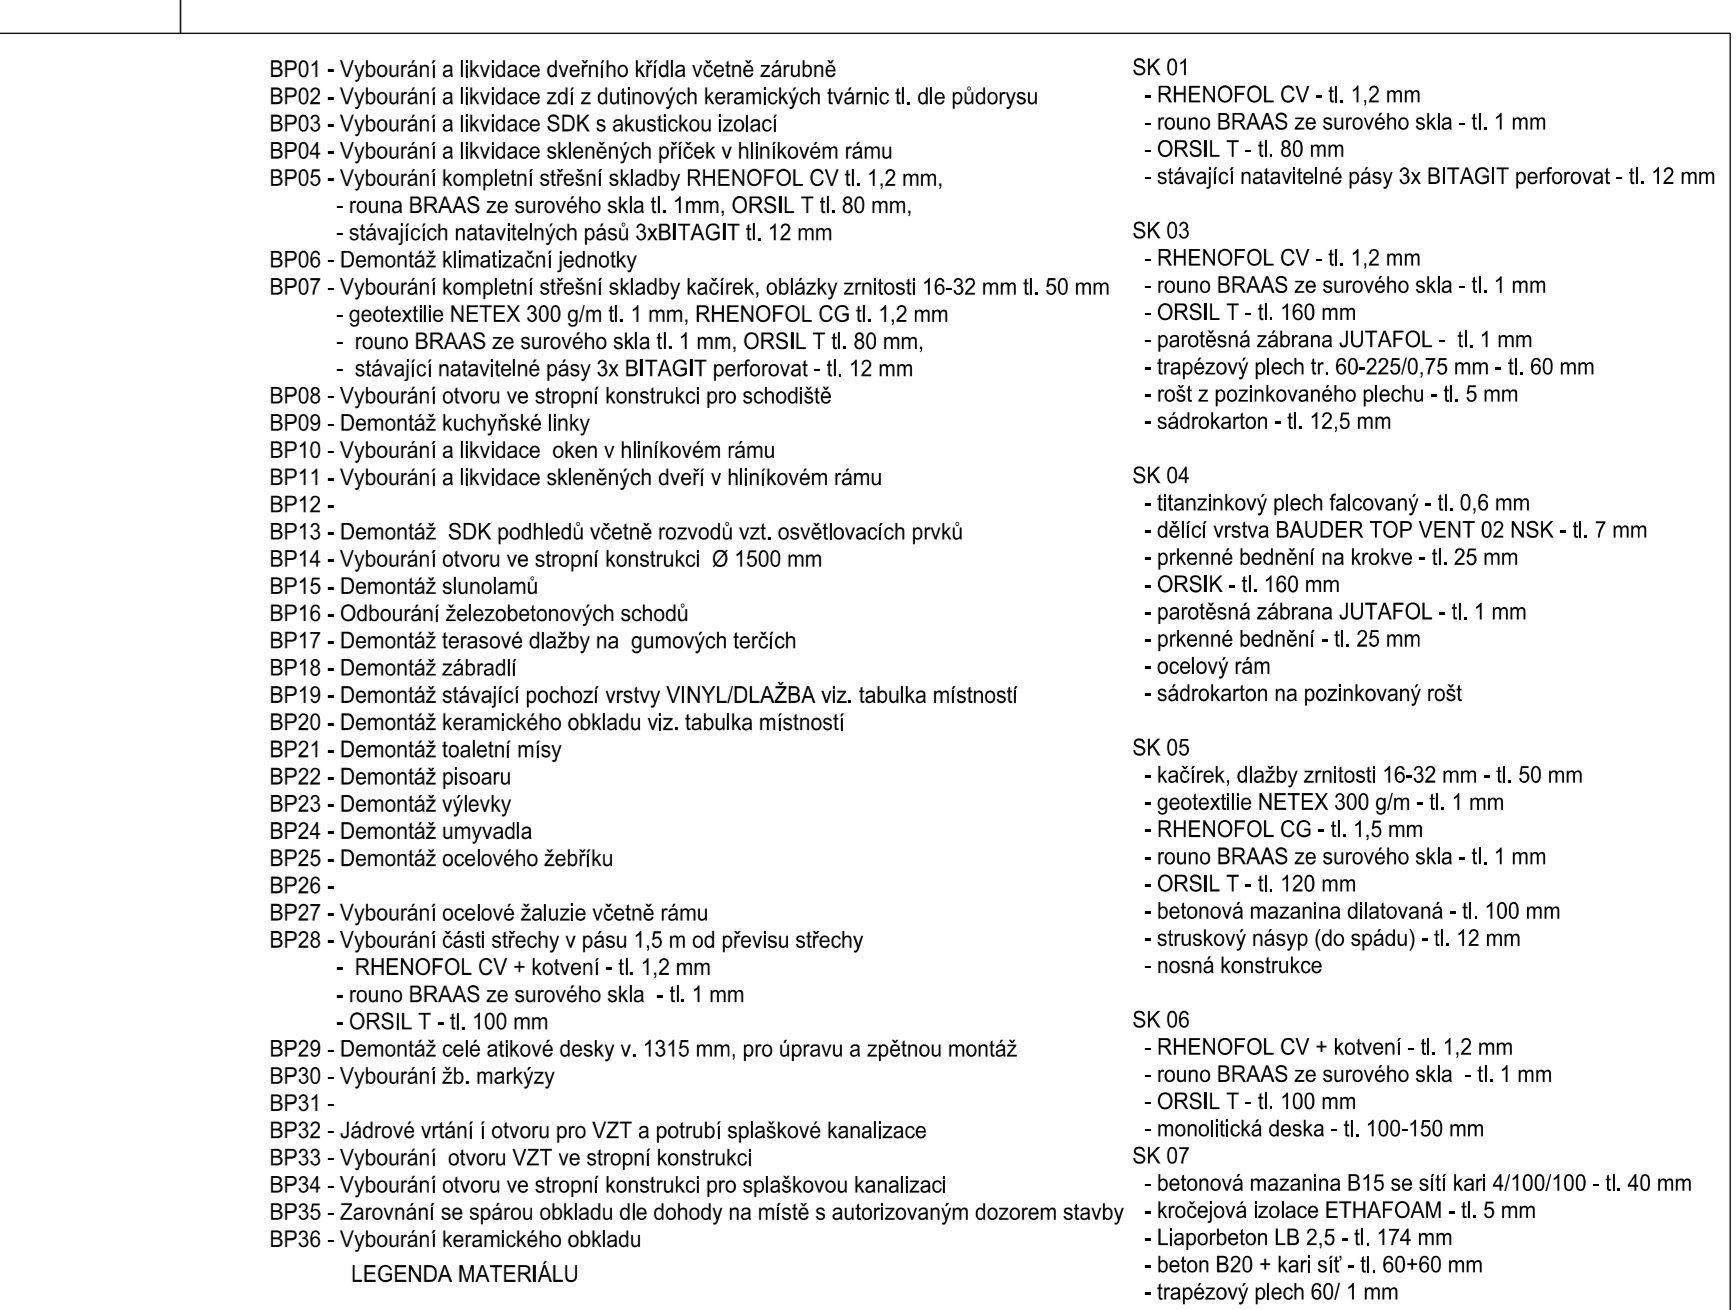 BP01 - Vybourání a likvidace dveřního křídla včetně zárubně
BP02 - Vybourání a likvidace zdí z dutinových keramických tvárnic tl. dle půdorysu
BP03 - Vybourání a likvidace SDK s akustickou izolací
BP04 - Vybourání a likvidace skleněných příček v hliníkovém rámu
BP05 - Vybourání kompletní střešní skladby RHENOFOL CV tl. 1,2 mm,
- rouna BRAAS ze surového skla tl. 1mm, ORSIL T tl. 80 mm,
- stávajících natavitelných pásů 3xBITAGIT tl. 12 mm
BP06 - Demontáž klimatizační jednotky
BP07 - Vybourání kompletní střešní skladby kačírek, oblázky zrnitosti 16-32 mm tl. 50 mm
- geotextilie NETEX 300 g/m tl. 1 mm, RHENOFOL CG tl. 1,2 mm
- rouno BRAAS ze surového skla tl. 1 mm, ORSIL T tl. 80 mm,
- stávající natavitelné pásy 3x BITAGIT perforovat - tl. 12 mm
BP08 - Vybourání otvoru ve stropní konstrukci pro schodiště
BP09 - Demontáž kuchyňské linky
BP10 - Vybourání a likvidace oken v hliníkovém rámu
BP11 - Vybourání a likvidace skleněných dveří v hliníkovém rámu
BP12 -
BP13 - Demontáž SDK podhledů včetně rozvodů vzt. osvětlovacích prvků
BP14 - Vybourání otvoru ve stropní konstrukci Ø 1500 mm
BP15 - Demontáž slunolamů
BP16 - Odbourání železobetonových schodů
BP17 - Demontáž terasové dlažby na gumových terčích
BP18 - Demontáž zábradlí
BP19 - Demontáž stávající pochozí vrstvy VINYL/DLAŽBA viz. tabulka místností
BP20 - Demontáž keramického obkladu viz. tabulka místností
BP21 - Demontáž toaletní mísy
BP22 - Demontáž pisoaru
BP23 - Demontáž výlevky
BP24 - Demontáž umyvadla
BP25 - Demontáž ocelového žebříku
BP26 -
BP27 - Vybourání ocelové žaluzie včetně rámu
BP28 - Vybourání části střechy v pásu 1,5 m od převisu střechy
- RHENOFOL CV + kotvení - tl. 1,2 mm
- rouno BRAAS ze surového skla - tl. 1 mm
- ORSIL T - tl. 100 mm
BP29 - Demontáž celé atikové desky v. 1315 mm, pro úpravu a zpětnou montáž
BP30 - Vybourání žb. markýzy
BP31 -
BP32 - Jádrové vrtání í otvoru pro VZT a potrubí splaškové kanalizace
BP33 - Vybourání otvoru VZT ve stropní konstrukci
BP34 - Vybourání otvoru ve stropní konstrukci pro splaškovou kanalizaci
BP35 - Zarovnání se spárou obkladu dle dohody na místě s autorizovaným dozorem stavby
BP36 - Vybourání keramického obkladu
LEGENDA MATERIÁLU
SK 01
- RHENOFOL CV - tl. 1,2 mm
- rouno BRAAS ze surového skla - tl. 1 mm
- ORSIL T - tl. 80 mm
- stávající natavitelné pásy 3x BITAGIT perforovat - tl. 12 mm
SK 03
- RHENOFOL CV - tl. 1,2 mm
- rouno BRAAS ze surového skla - tl. 1 mm
- ORSIL T - tl. 160 mm
- parotěsná zábrana JUTAFOL - tl. 1 mm
- trapézový plech tr. 60-225/0,75 mm - tl. 60 mm
- rošt z pozinkovaného plechu - tl. 5 mm
- sádrokarton - tl. 12,5 mm
SK 04
- titanzinkový plech falcovaný - tl. 0,6 mm
- dělící vrstva BAUDER TOP VENT 02 NSK - tl. 7 mm
- prkenné bednění na krokve - tl. 25 mm
- ORSIK - tl. 160 mm
- parotěsná zábrana JUTAFOL - tl. 1 mm
- prkenné bednění - tl. 25 mm
- ocelový rám
- sádrokarton na pozinkovaný rošt
SK 05
- kačírek, dlažby zrnitosti 16-32 mm - tl. 50 mm
- geotextilie NETEX 300 g/m - tl. 1 mm
- RHENOFOL CG - tl. 1,5 mm
- rouno BRAAS ze surového skla - tl. 1 mm
- ORSIL T - tl. 120 mm
- betonová mazanina dilatovaná - tl. 100 mm
- struskový násyp (do spádu) - tl. 12 mm
- nosná konstrukce
SK 06
- RHENOFOL CV + kotvení - tl. 1,2 mm
- rouno BRAAS ze surového skla - tl. 1 mm
- ORSIL T - tl. 100 mm
- monolitická deska - tl. 100-150 mm
SK 07
- betonová mazanina B15 se sítí kari 4/100/100 - tl. 40 mm
- kročejová izolace ETHAFOAM - tl. 5 mm
- Liaporbeton LB 2,5 - tl. 174 mm
- beton B20 + kari síť - tl. 60+60 mm
- trapézový plech 60/ 1 mm